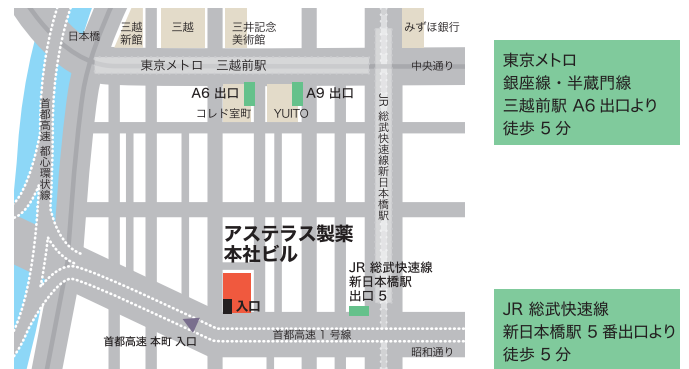 日本橋
三越
新館
三越
三井記念
美術館
みずほ銀行
東京メトロ 三越前駅
中央通り
A6 出口
A9 出口
コレド室町
YUITO
首都高速 都心環状線
JR 総武快速線新日本橋駅
アステラス製薬
本社ビル
入口
JR 総武快速線
新日本橋駅
出口 5
首都高速 本町 入口
首都高速 1 号線
昭和通り
東京メトロ
銀座線・半蔵門線
三越前駅 A6 出口より
徒歩 5 分
JR 総武快速線
新日本橋駅 5 番出口より
徒歩 5 分